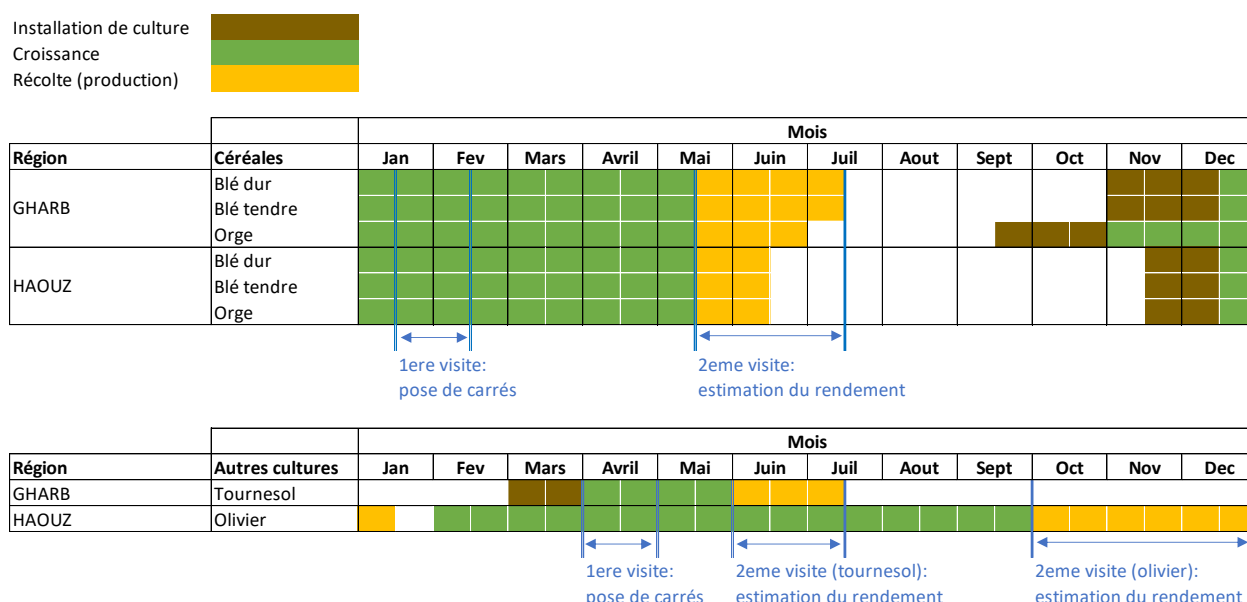 Installation de culture
Croissance
Récolte (production)
Mois
Région Céréales Jan Fev Mars Avril Mai Juin Juil Aout Sept Oct Nov Dec
GHARB
Blé dur
Blé tendre
Orge
HAOUZ
Blé dur
Blé tendre
Orge
1ere visite:
pose de carrés
2eme visite:
estimation du rendement
Mois
Région Autres cultures Jan Fev Mars Avril Mai Juin Juil Aout Sept Oct Nov Dec
GHARB Tournesol
HAOUZ Olivier
1ere visite:
pose de carrés
2eme visite (tournesol):
estimation du rendement
2eme visite (olivier):
estimation du rendement